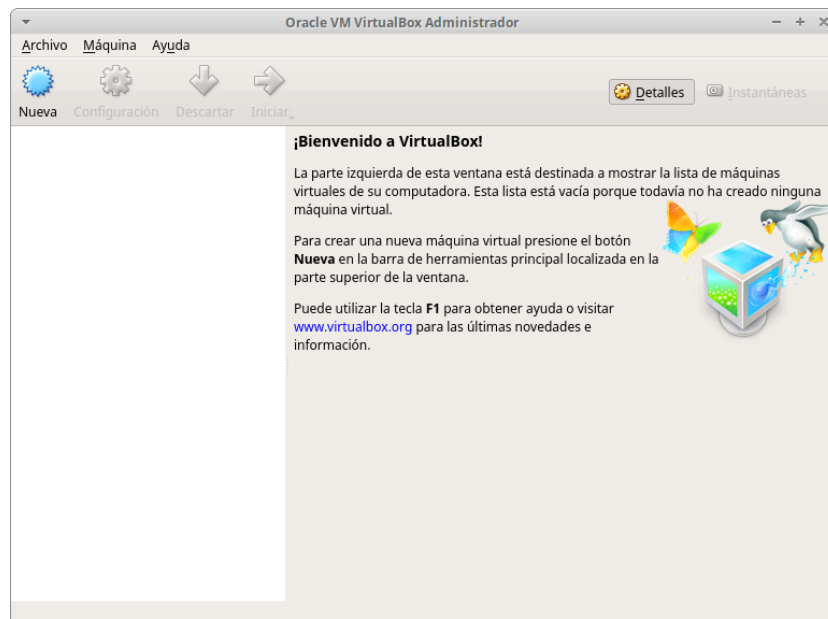 Oracle VM VirtualBox Administrador
Archivo Máquina Ayuda
Nueva Configuración Descartar Iniciar
Detalles Instantáneas
¡Bienvenido a VirtualBox!
La parte izquierda de esta ventana está destinada a mostrar la lista de máquinas
virtuales de su computadora. Esta lista está vacía porque todavía no ha creado ninguna
máquina virtual.
Para crear una nueva máquina virtual presione el botón
Nueva en la barra de herramientas principal localizada en la
parte superior de la ventana.
Puede utilizar la tecla F1 para obtener ayuda o visitar
www.virtualbox.org para las últimas novedades e
información.